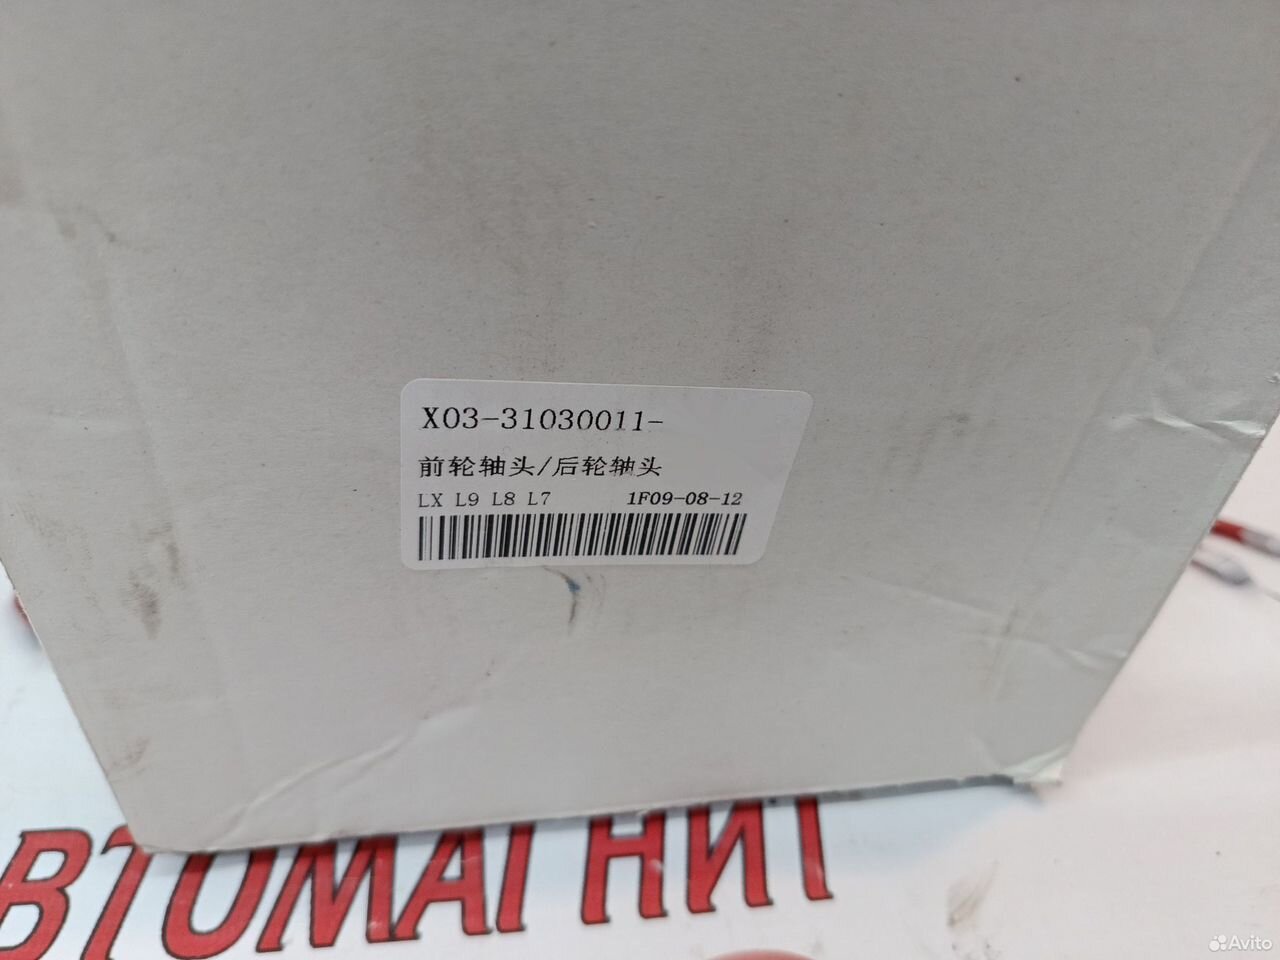 X03-31030011-
前轮轴头/后轮轴头
LX L9 L8 L7 1F09-08-12
ВТОМАГНИТ
Avito